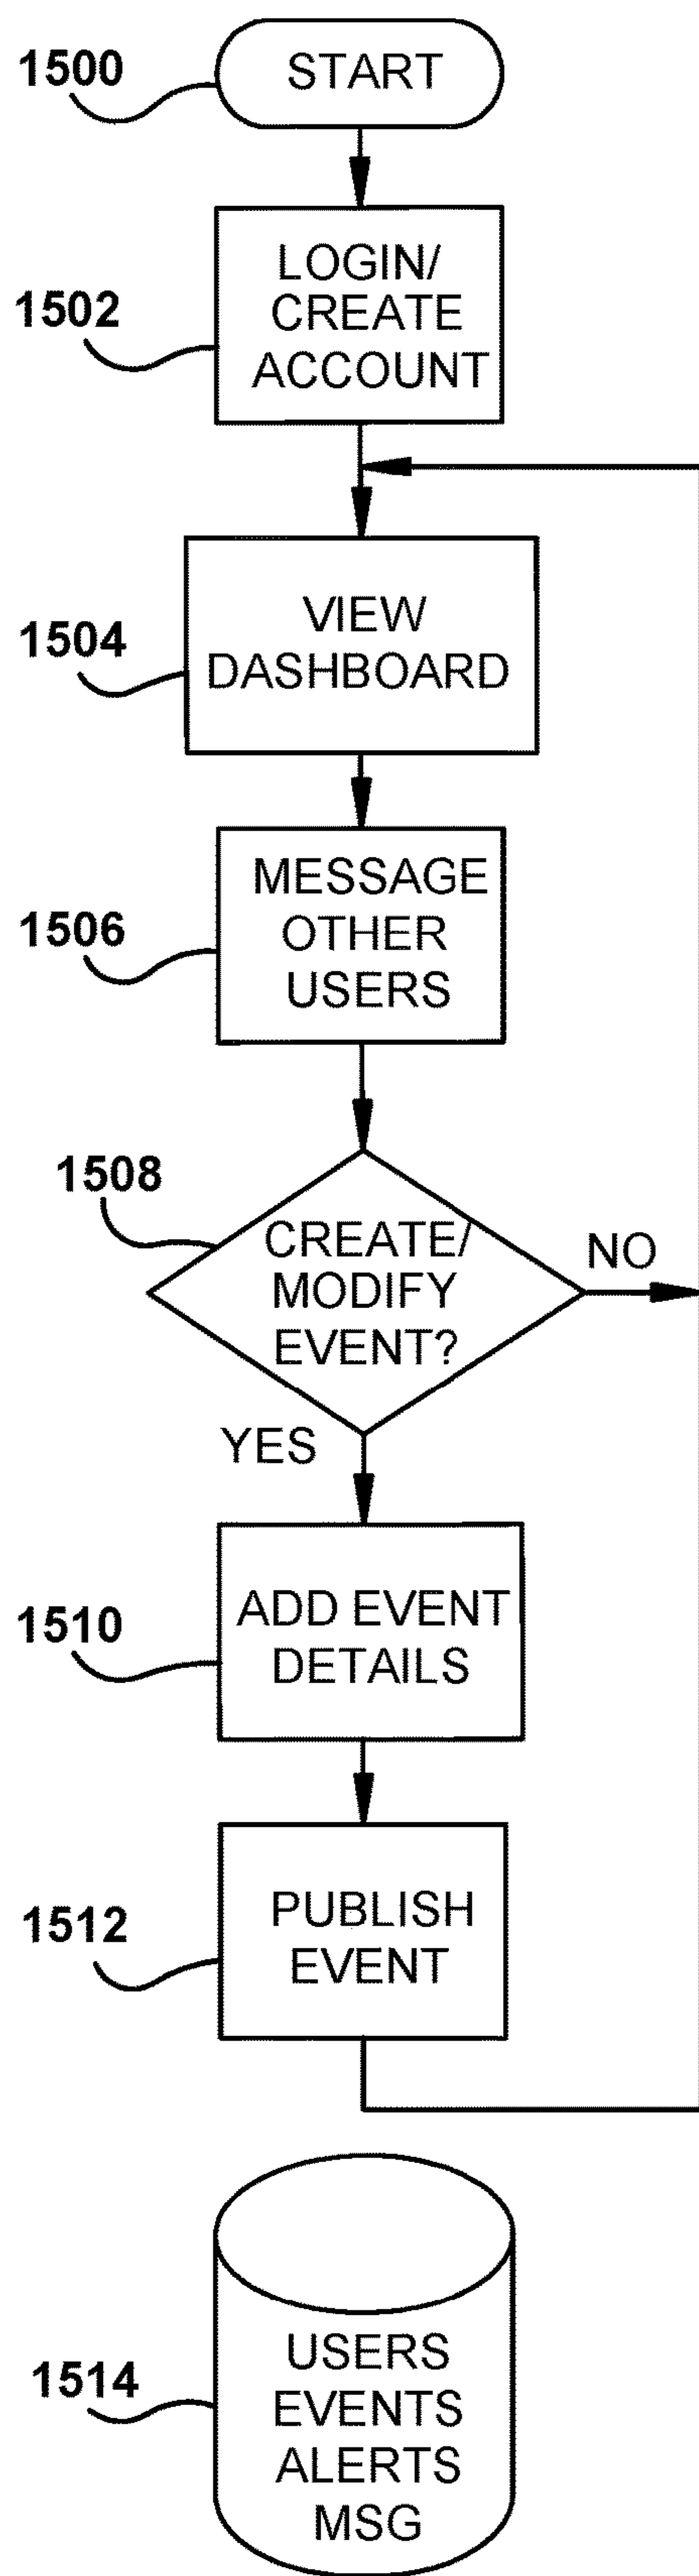 1500
START
1502
LOGIN/
CREATE
ACCOUNT
1504
VIEW
DASHBOARD
1506
MESSAGE
OTHER
USERS
1508
CREATE/
MODIFY
EVENT?
NO
YES
1510
ADD EVENT
DETAILS
1512
PUBLISH
EVENT
1514
USERS
EVENTS
ALERTS
MSG